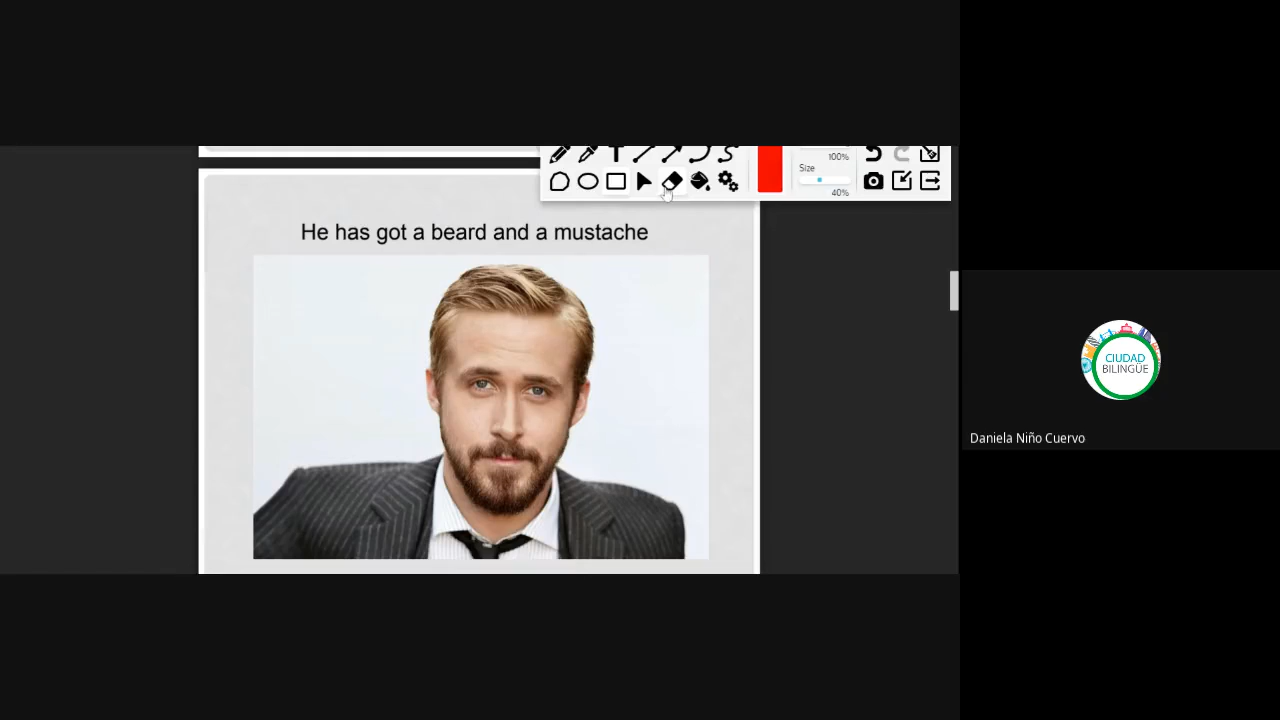 100%
Size
40%
He has got a beard and a mustache
CIUDAD
BILINGÜE
Daniela Niño Cuervo